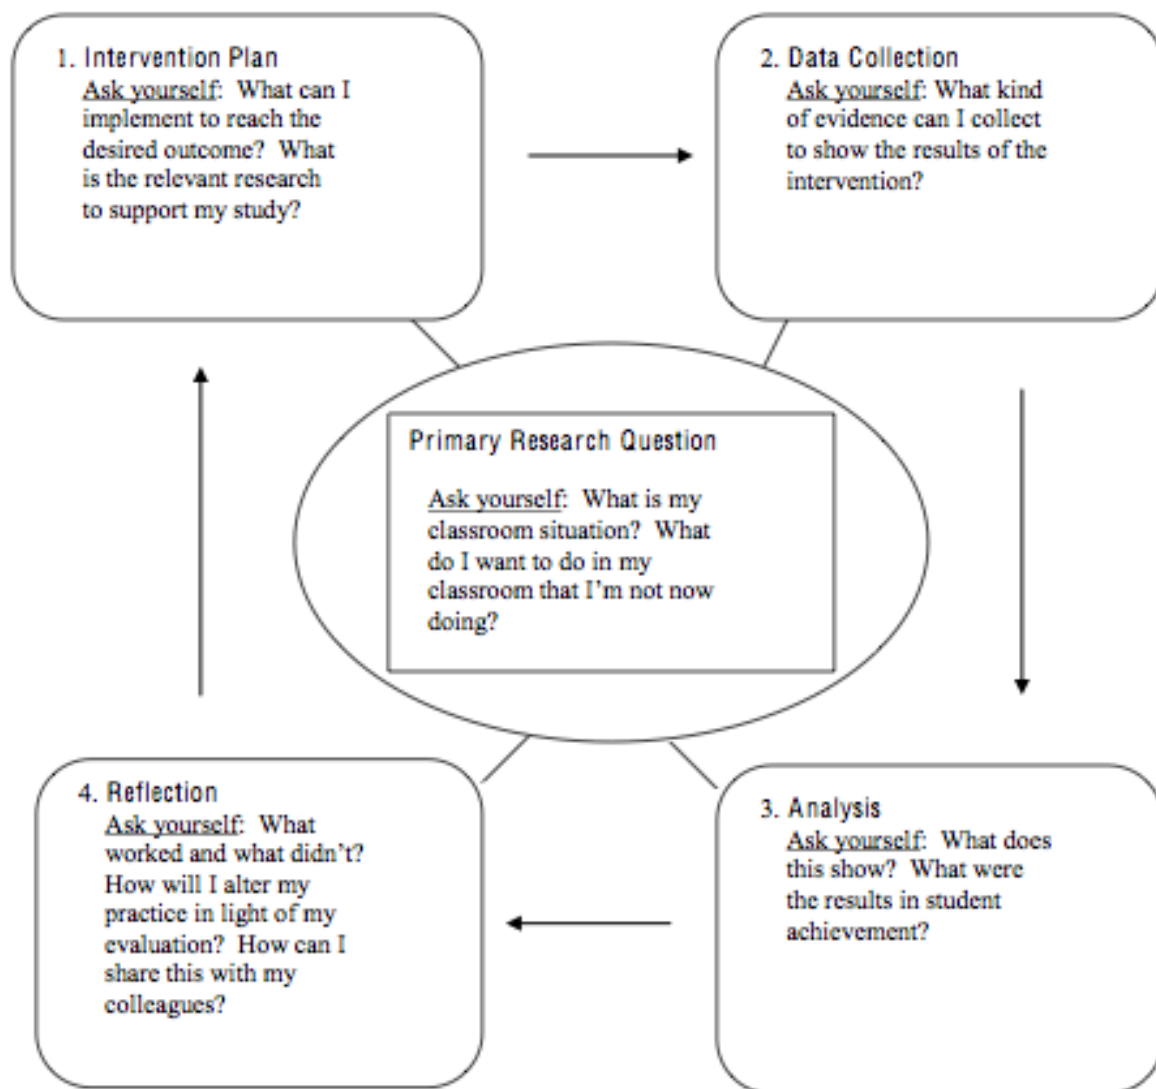 1. Intervention Plan
Ask yourself: What can I
implement to reach the
desired outcome? What
is the relevant research
to support my study?
2. Data Collection
Ask yourself: What kind
of evidence can I collect
to show the results of the
intervention?
Primary Research Question
Ask yourself: What is my
classroom situation? What
do I want to do in my
classroom that I'm not now
doing?
4. Reflection
Ask yourself: What
worked and what didn't?
How will I alter my
practice in light of my
evaluation? How can I
share this with my
colleagues?
3. Analysis
Ask yourself: What does
this show? What were
the results in student
achievement?